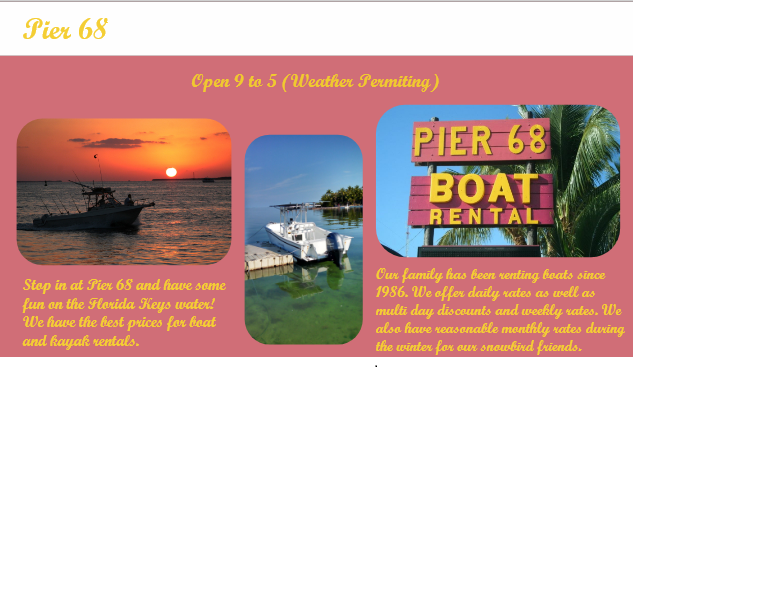 Pier 68
Open 9 to 5 (Weather Permiting)
PIER 68
BOAT
RENTAL
Stop in at Pier 68 and have some
fun on the Florida Keys water!
We have the best prices for boat
and kayak rentals.
Our family has been renting boats since
1986. We offer daily rates as well as
multi day discounts and weekly rates. We
also have reasonable monthly rates during
the winter for our snowbird friends.